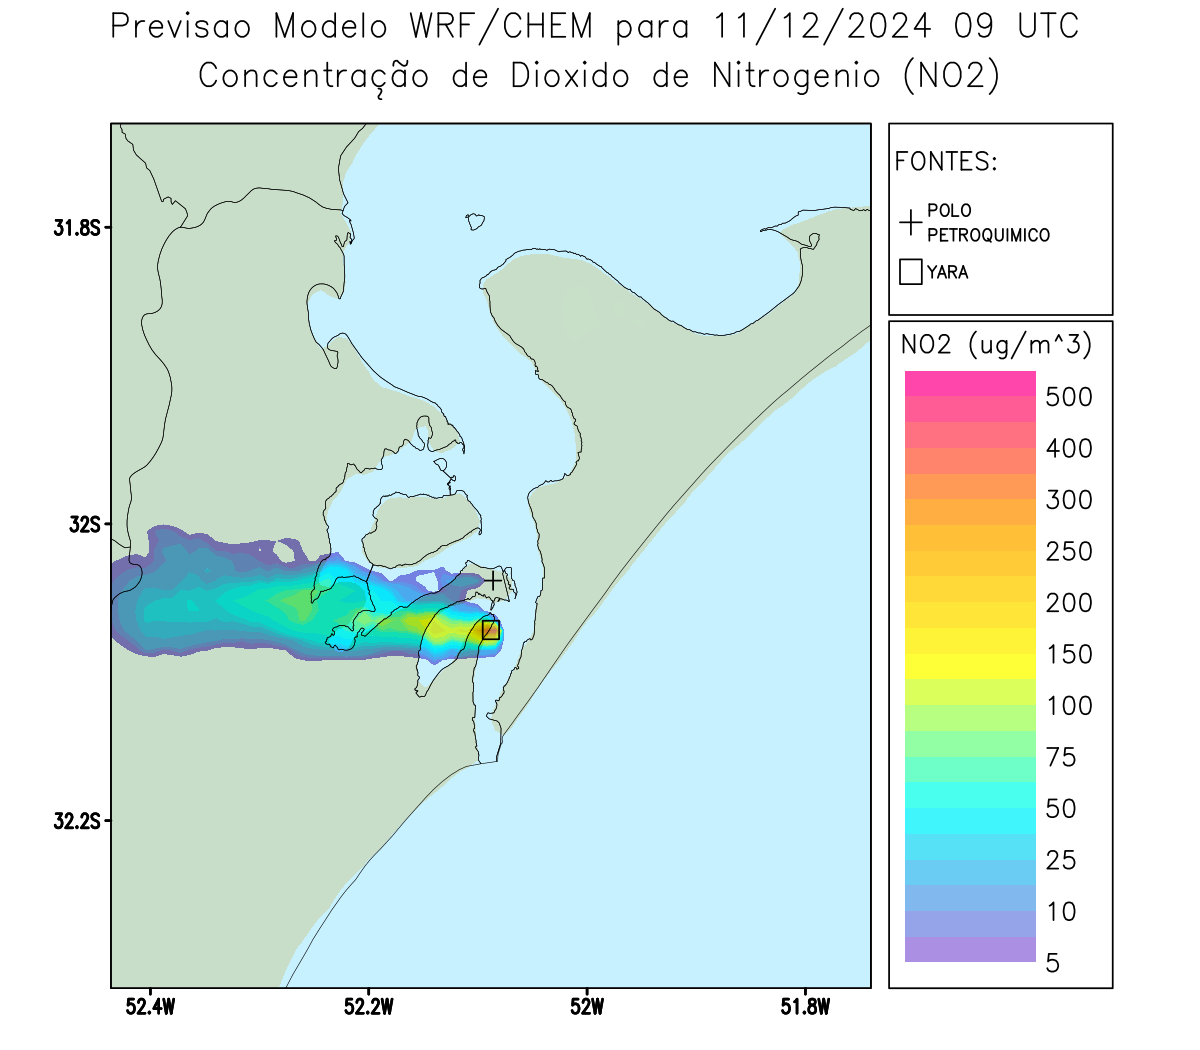 Previsao Modelo WRF/CHEM para 11/12/2024 09 UTC
Concentração de Dioxido de Nitrogenio (NO2)
FONTES:
POLO
PETROQUIMICO
YARA
NO2 (ug/m^3)
500
400
300
250
200
150
100
75
50
25
10
5
31.8S
32S
32.2S
52.4W
52.2W
52W
51.8W